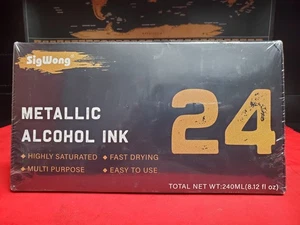 SigWong
METALLIC
ALCOHOL INK
24
◆ HIGHLY SATURATED ◆ FAST DRYING
◆ MULTI PURPOSE ◆ EASY TO USE
TOTAL NET WT:240ML(8.12 fl oz)